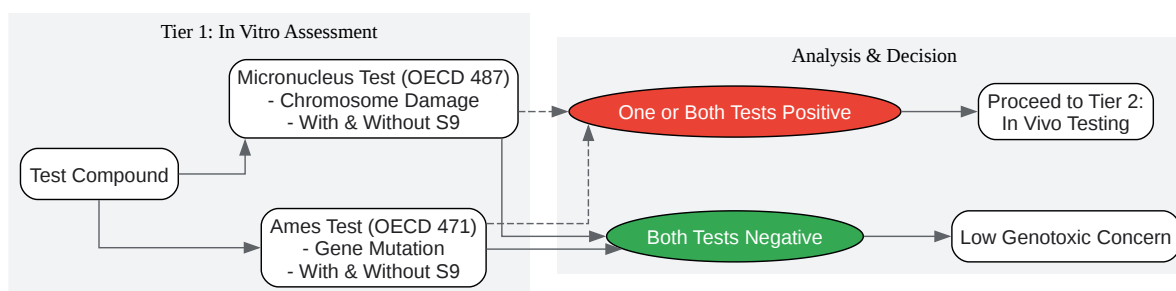 Tier 1: In Vitro Assessment
Micronucleus Test (OECD 487)
- Chromosome Damage
- With & Without S9
Test Compound
Ames Test (OECD 471)
- Gene Mutation
- With & Without S9
Analysis & Decision
One or Both Tests Positive
Proceed to Tier 2:
In Vivo Testing
Both Tests Negative
Low Genotoxic Concern